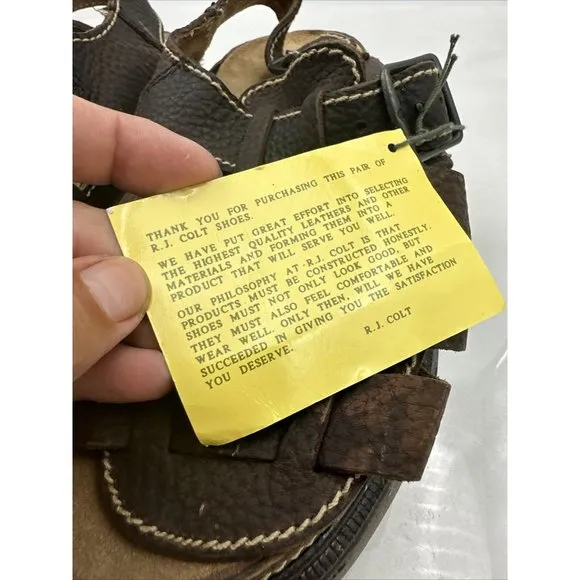 THANK YOU FOR PURCHASING THIS PAIR OF
R.J. COLT SHOES.
WE HAVE PUT GREAT EFFORT INTO SELECTING
THE HIGHEST QUALITY LEATHERS AND OTHER
MATERIALS AND FORMING THEM INTO A
PRODUCT THAT WILL SERVE YOU WELL.
OUR PHILOSOPHY AT R.J. COLT IS THAT
PRODUCTS MUST BE CONSTRUCTED HONESTLY.
SHOES MUST NOT ONLY LOOK GOOD, BUT
THEY MUST ALSO FEEL COMFORTABLE AND
WEAR WELL. ONLY THEN, WILL WE HAVE
SUCCEEDED IN GIVING YOU THE SATISFACTION
YOU DESERVE.
R.J. COLT